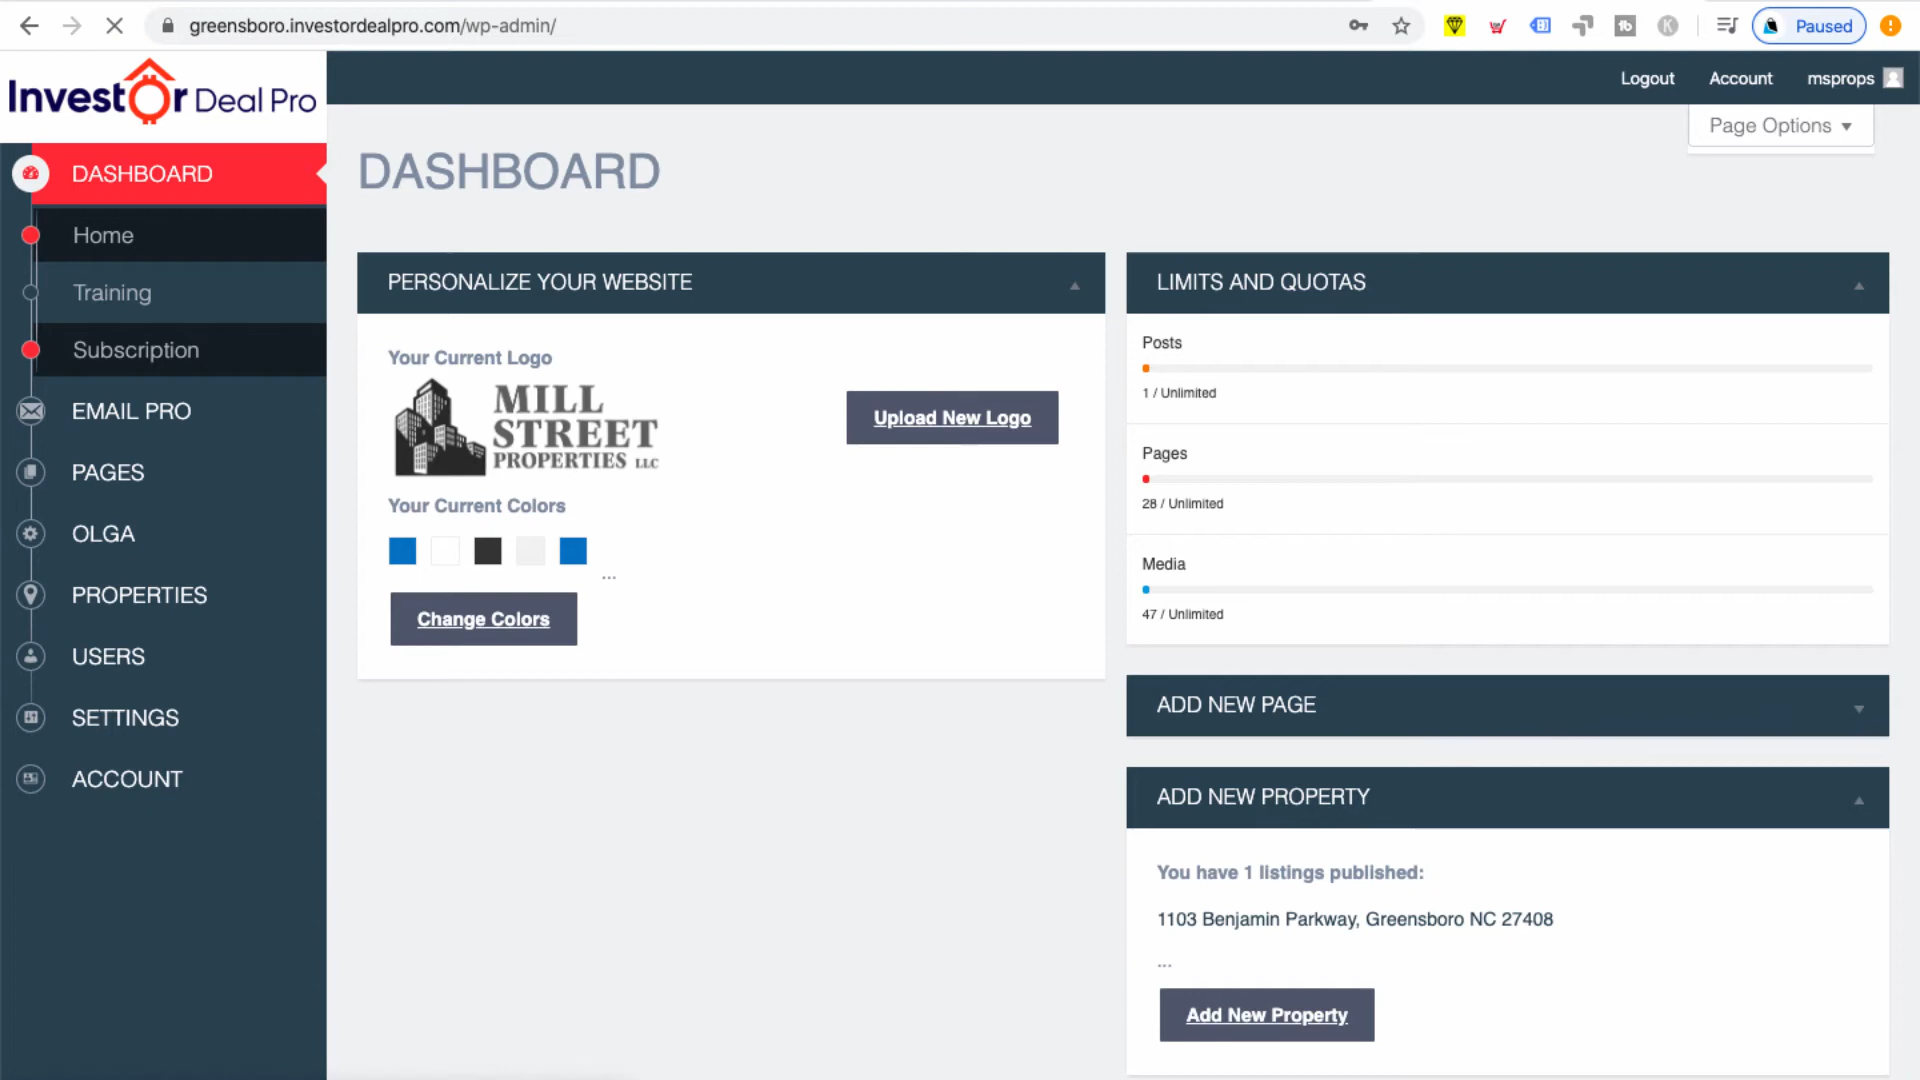 greensboro.investordealpro.com/wp-admin/
Paused
Investor Deal Pro
Logout
Account
msprops
Page Options
DASHBOARD
Home
Training
Subscription
EMAIL PRO
PAGES
OLGA
PROPERTIES
USERS
SETTINGS
ACCOUNT
DASHBOARD
PERSONALIZE YOUR WEBSITE
Your Current Logo
MILL
STREET
PROPERTIES LLC
Upload New Logo
Your Current Colors
...
Change Colors
LIMITS AND QUOTAS
Posts
1 / Unlimited
Pages
28 / Unlimited
Media
47 / Unlimited
ADD NEW PAGE
ADD NEW PROPERTY
You have 1 listings published:
1103 Benjamin Parkway, Greensboro NC 27408
...
Add New Property